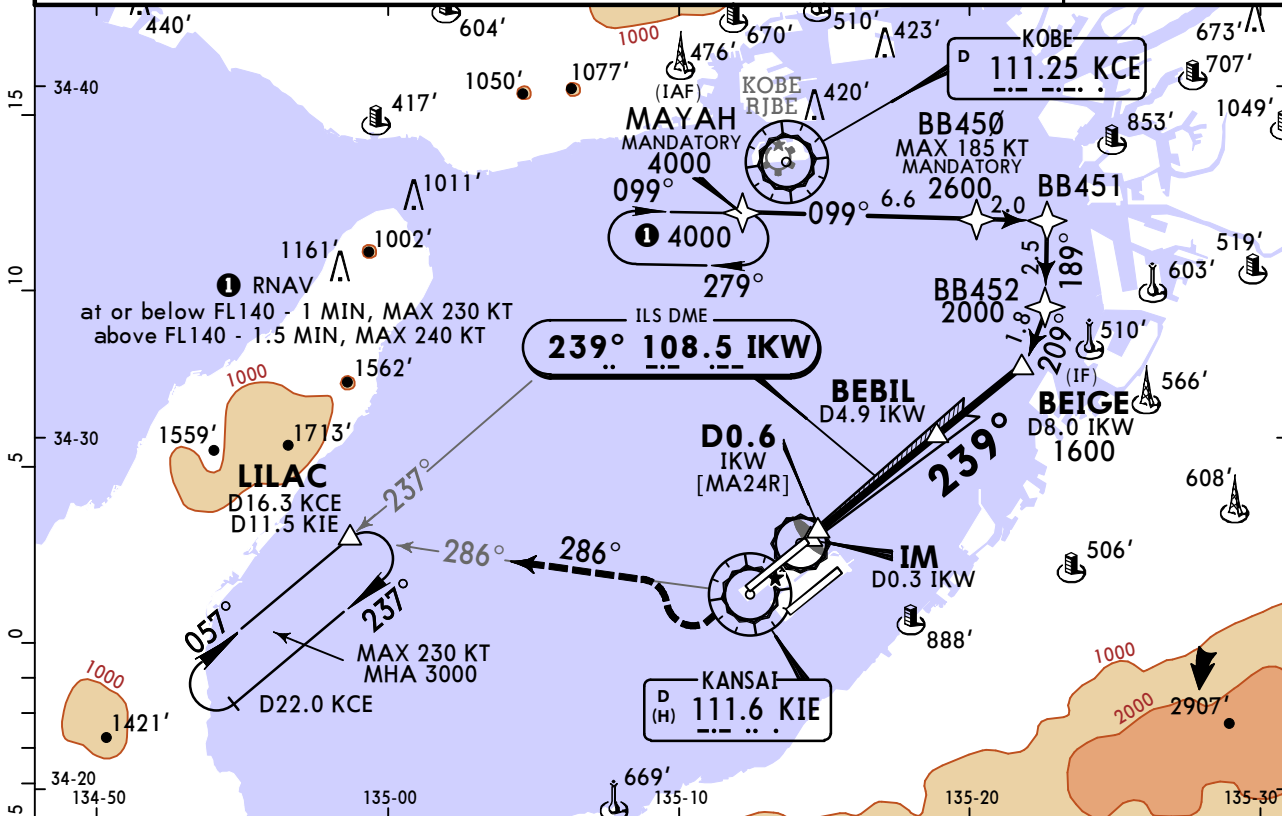 440'
604'
1000
670'
510'
423'
673'
476'
KOBE
D 111.25 KCE
707'
1050'
1077'
(IAF)
KOBE
RJBE
420'
34-40
15
417'
MAYAH
MANDATORY
4000
BB45Ø
MAX 185 KT
MANDATORY
2600
853'
1049'
1011'
099°
099°
6.6
2.0
BB451
1 4000
279°
2.5
189°
1161'
1002'
519'
603'
10
1 RNAV
at or below FL140 - 1 MIN, MAX 230 KT
above FL140 - 1.5 MIN, MAX 240 KT
BB452
2000
1.8
209°
510'
ILS DME
239° 108.5 IKW
1562'
1000
(IF)
BEIGE
D8.0 IKW
1600
566'
BEBIL
D4.9 IKW
239°
34-30
5
1559'
1713'
D0.6
IKW
[MA24R]
LILAC
D16.3 KCE
D11.5 KIE
237°
608'
286°
286°
IM
D0.3 IKW
506'
057°
237°
0
888'
MAX 230 KT
MHA 3000
1000
1000
D22.0 KCE
KANSAI
D
(H) 111.6 KIE
2000
2907'
1421'
669'
34-20
134-50
135-00
135-10
135-20
135-30
5